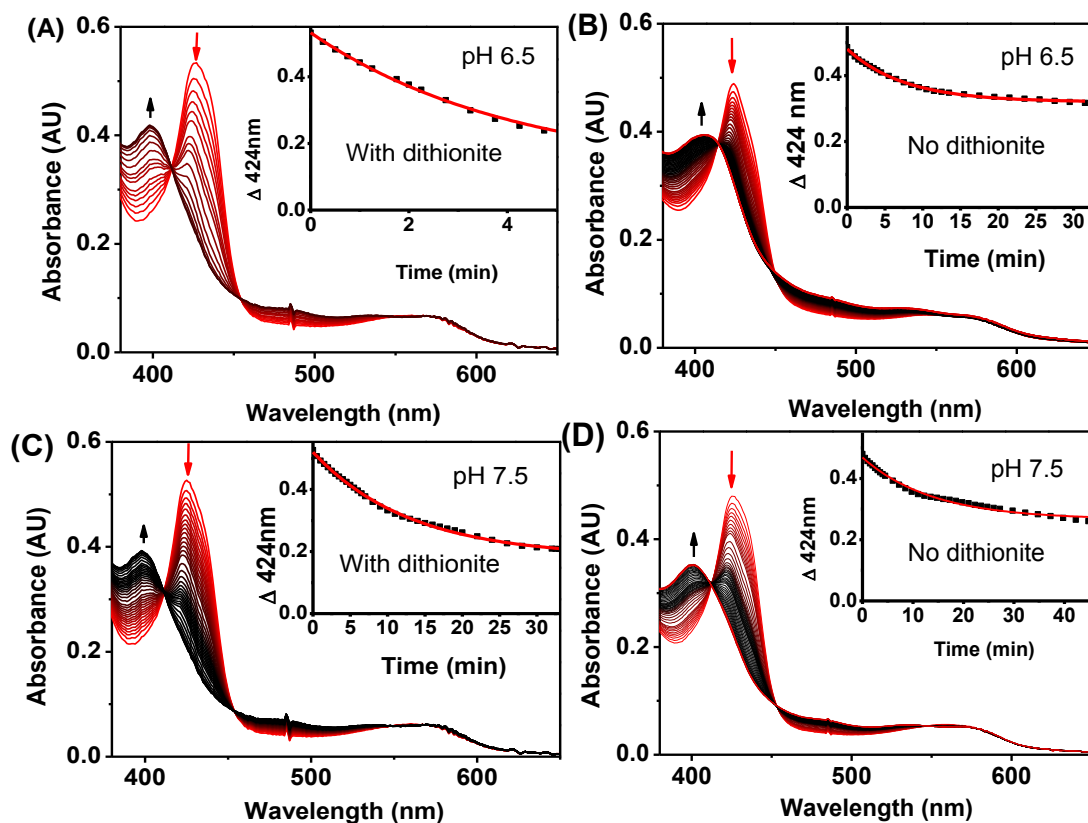 (A)
Absorbance (AU)
0.6
0.4
0.2
0.0
400 500 600
Wavelength (nm)
Δ 424nm
0.4
0.2
0.0
0 2 4
Time (min)
pH 6.5
With dithionite
(B)
Absorbance (AU)
0.6
0.4
0.2
0.0
400 500 600
Wavelength (nm)
Δ 424 nm
0.4
0.2
0.0
0 5 10 15 20 25 30
Time (min)
pH 6.5
No dithionite
(C)
Absorbance (AU)
0.6
0.4
0.2
0.0
400 500 600
Wavelength (nm)
Δ 424nm
0.4
0.2
0.0
0 5 10 15 20 25 30
Time (min)
pH 7.5
With dithionite
(D)
Absorbance (AU)
0.6
0.4
0.2
0.0
400 500 600
Wavelength (nm)
Δ 424nm
0.4
0.2
0.0
0 10 20 30 40
Time (min)
pH 7.5
No dithionite